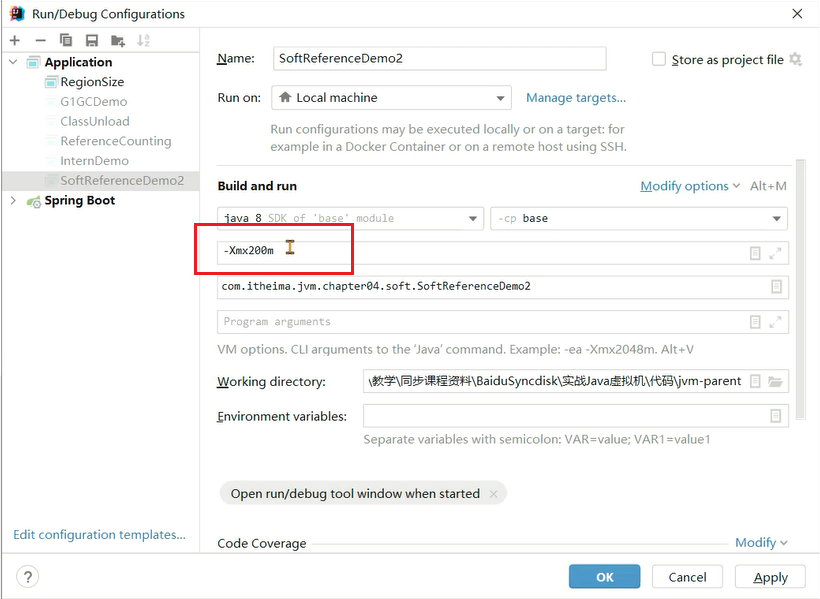 Run/Debug Configurations
Application
RegionSize
G1GCDemo
ClassUnload
ReferenceCounting
InternDemo
SoftReferenceDemo2
Spring Boot
Edit configuration templates...
Name: SoftReferenceDemo2 Store as project file
Run on: Local machine Manage targets...
Run configurations may be executed locally or on a target: for
example in a Docker Container or on a remote host using SSH.
Build and run Modify options Alt+M
java 8 SDK of 'base' module -cp base
-Xmx200m
com.itheima.jvm.chapter04.soft.SoftReferenceDemo2
Program arguments
VM options. CLI arguments to the 'Java' command. Example: -ea -Xmx2048m. Alt+V
Working directory: \教学\同步课程资料\BaiduSyncdisk\实战Java虚拟机\代码\jvm-parent
Environment variables:
Separate variables with semicolon: VAR=value; VAR1=value1
Open run/debug tool window when started ×
Code Coverage Modify
? OK Cancel Apply